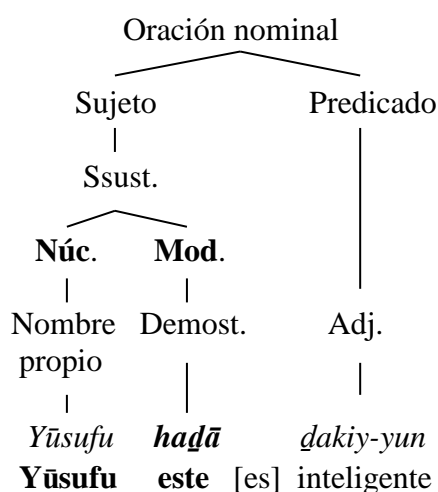 Oración nominal
Sujeto Predicado
Ssust.
Núc. Mod.
Nombre Demost. Adj.
propio
Yūsufu haḏā ḏakiy-yun
Yūsufu este [es] inteligente